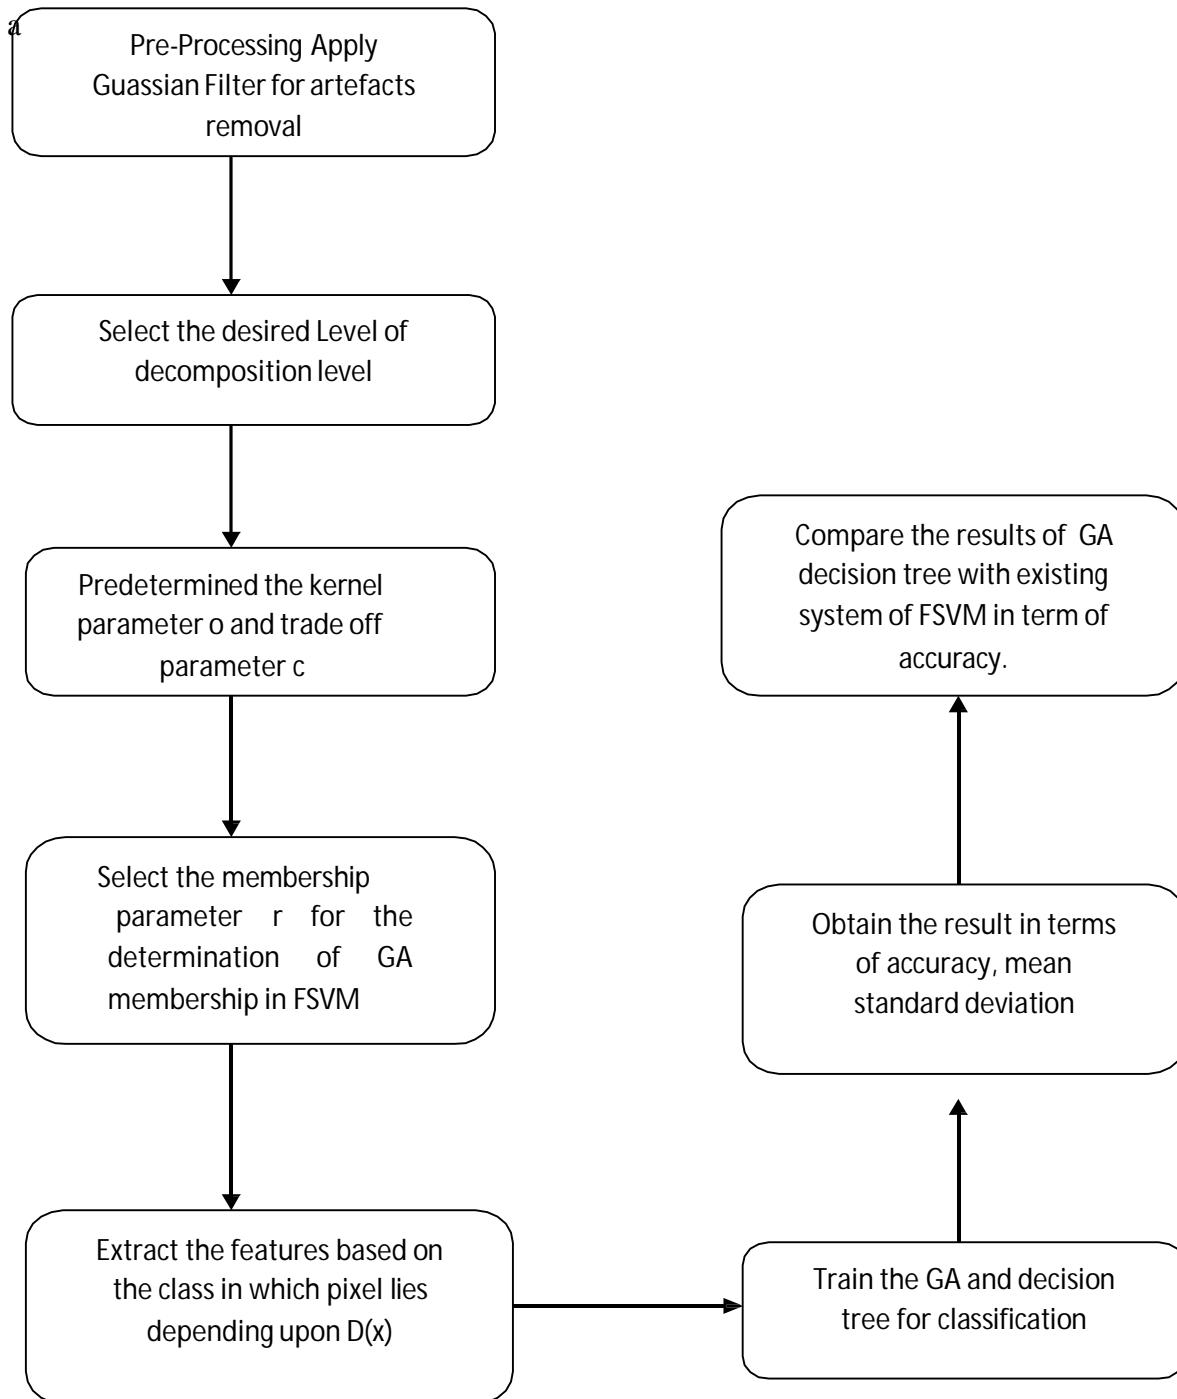 a
Pre-Processing Apply
Guassian Filter for artefacts
removal
Select the desired Level of
decomposition level
Predetermined the kernel
parameter o and trade off
parameter c
Select the membership
parameter r for the
determination of GA
membership in FSVM
Extract the features based on
the class in which pixel lies
depending upon D(x)
Train the GA and decision
tree for classification
Obtain the result in terms
of accuracy, mean
standard deviation
Compare the results of GA
decision tree with existing
system of FSVM in term of
accuracy.